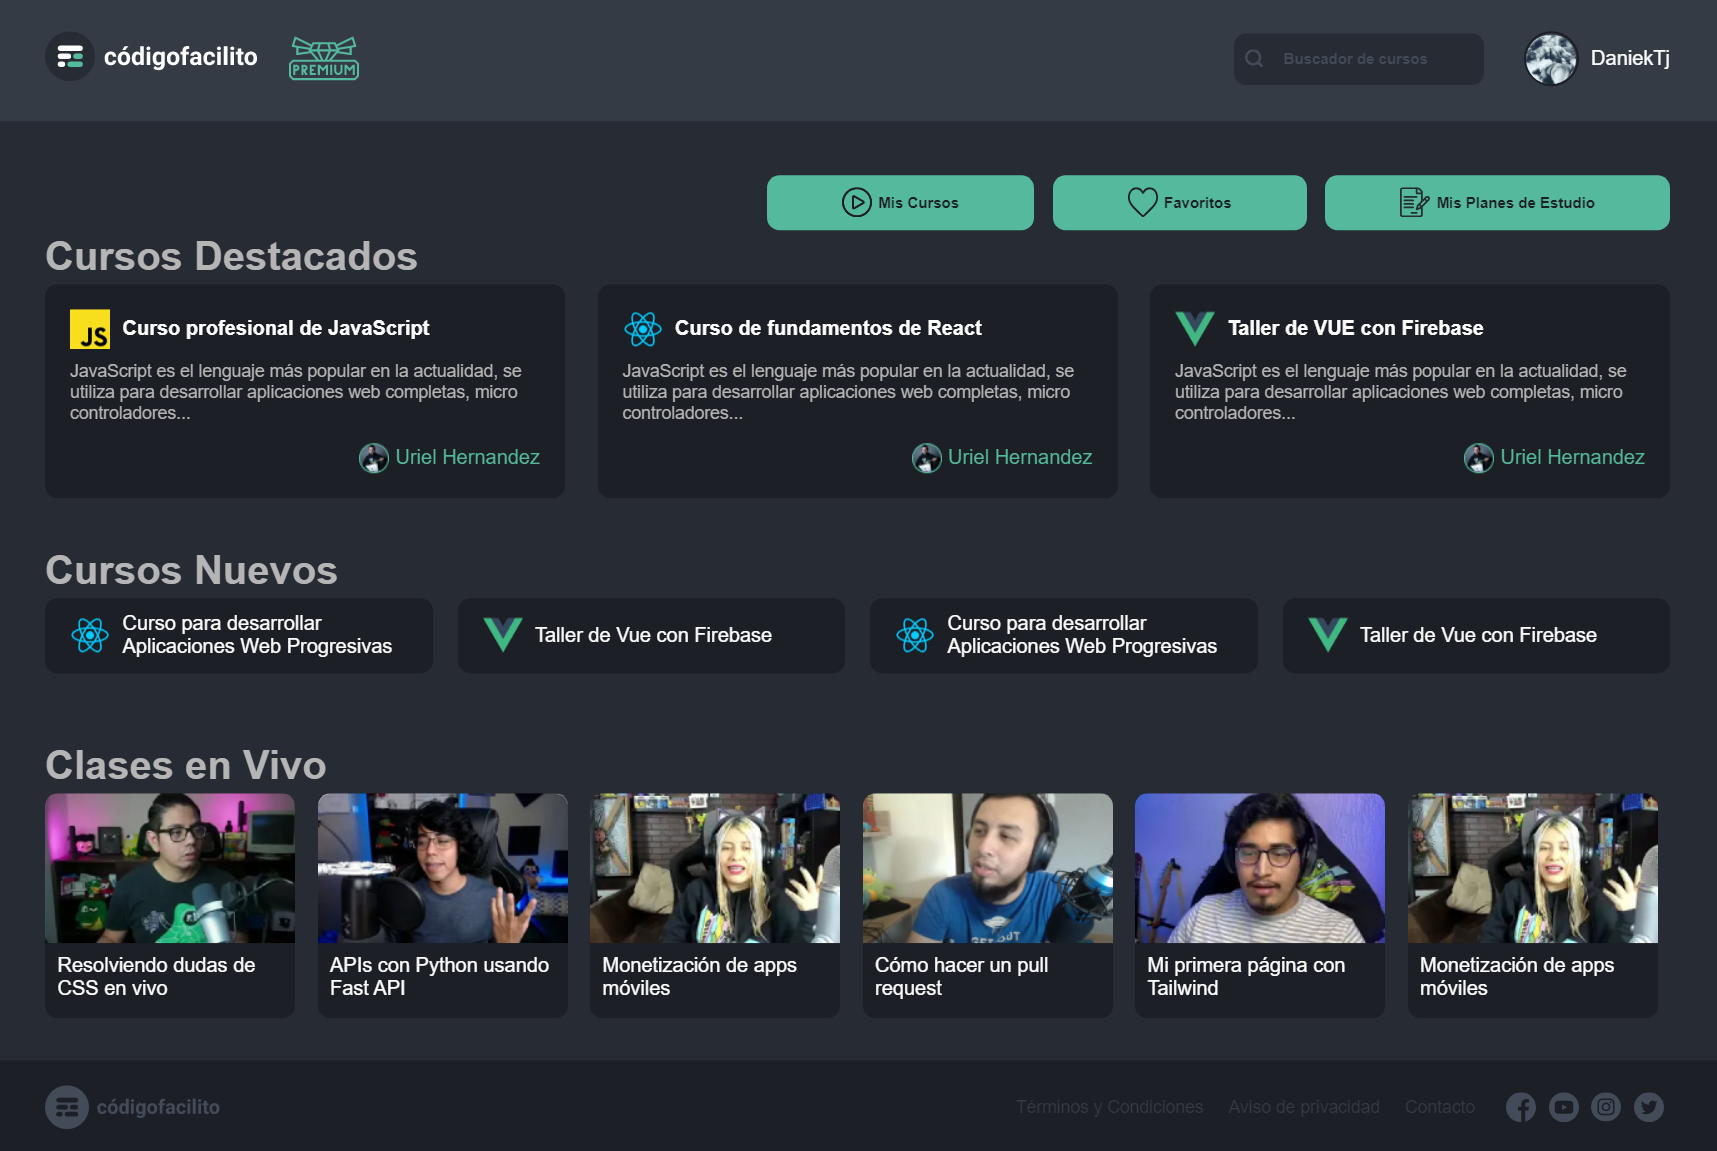 códigofacilito
PREMIUM
Buscador de cursos
DaniekTj
Mis Cursos
Favoritos
Mis Planes de Estudio
Cursos Destacados
JS
Curso profesional de JavaScript
JavaScript es el lenguaje más popular en la actualidad, se
utiliza para desarrollar aplicaciones web completas, micro
controladores...
Uriel Hernandez
Curso de fundamentos de React
JavaScript es el lenguaje más popular en la actualidad, se
utiliza para desarrollar aplicaciones web completas, micro
controladores...
Uriel Hernandez
Taller de VUE con Firebase
JavaScript es el lenguaje más popular en la actualidad, se
utiliza para desarrollar aplicaciones web completas, micro
controladores...
Uriel Hernandez
Cursos Nuevos
Curso para desarrollar
Aplicaciones Web Progresivas
Taller de Vue con Firebase
Curso para desarrollar
Aplicaciones Web Progresivas
Taller de Vue con Firebase
Clases en Vivo
Resolviendo dudas de
CSS en vivo
APIs con Python usando
Fast API
Monetización de apps
móviles
GET OUT
Cómo hacer un pull
request
Mi primera página con
Tailwind
Monetización de apps
móviles
códigofacilito
Términos y Condiciones
Aviso de privacidad
Contacto